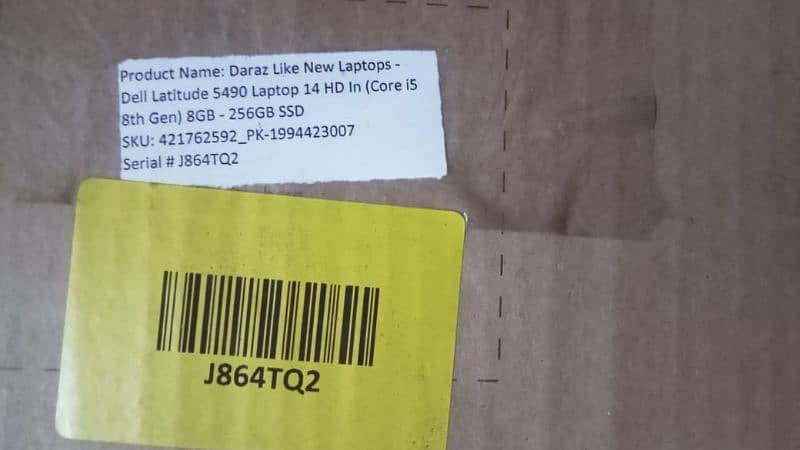 Product Name: Daraz Like New Laptops -
Dell Latitude 5490 Laptop 14 HD In (Core i5
8th Gen) 8GB - 256GB SSD
SKU: 421762592_PK-1994423007
Serial # J864TQ2
J864TQ2